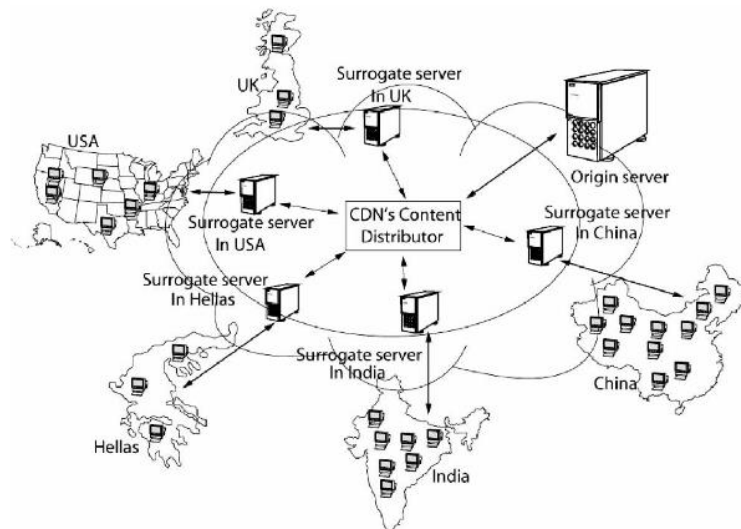 Surrogate server
In UK
UK
USA
Origin server
CDN's Content
Distributor
Surrogate server
In USA
Surrogate server
In China
Surrogate server
In Hellas
Surrogate server
In India
China
Hellas
India